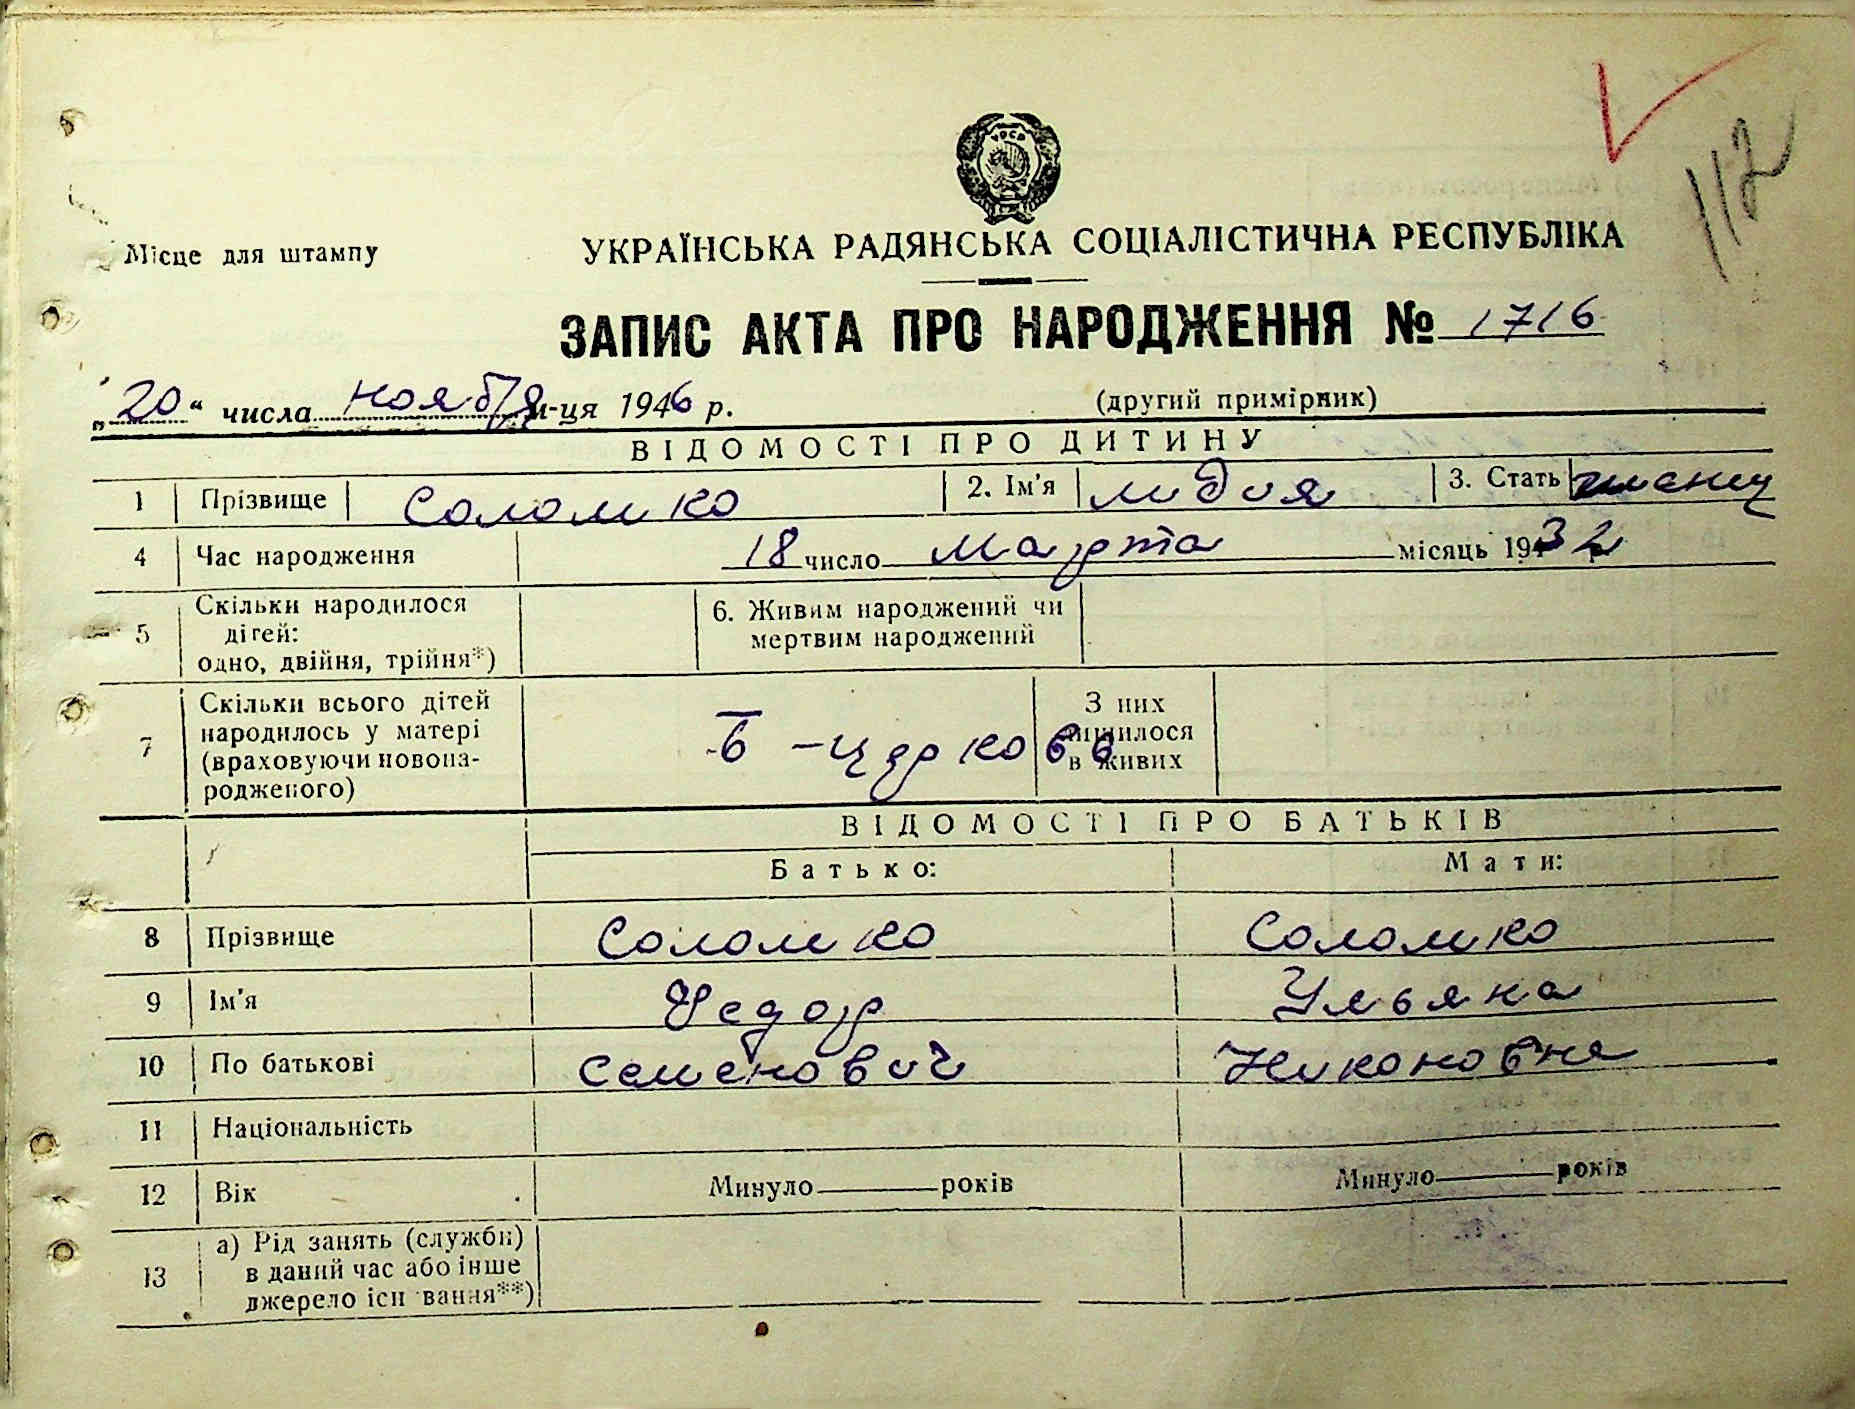 112
УРСР
Місце для штампу
УКРАЇНСЬКА РАДЯНСЬКА СОЦІАЛІСТИЧНА РЕСПУБЛІКА
ЗАПИС АКТА ПРО НАРОДЖЕННЯ № 1716
„20“ числа ноября м-ця 1946 р. (другий примірник)
ВІДОМОСТІ ПРО ДИТИНУ
1 Прізвище Соломко 2. Ім'я Лидия 3. Стать
4 Час народження 18 число Марта місяць 1932
5 Скільки народилося дітей: одно, двійня, трійня*) 6. Живим народжений чи мертвим народжений
7 Скільки всього дітей народилось у матері (враховуючи новонародженого) Б-Церковь З них лишилося в живих
ВІДОМОСТІ ПРО БАТЬКІВ
Батько: Мати:
8 Прізвище Соломко Соломко
9 Ім'я Федор Ульяна
10 По батькові Семенович Никоновна
11 Національність
12 Вік Минуло років Минуло років
13 а) Рід занять (служби) в даний час або інше джерело існування**)